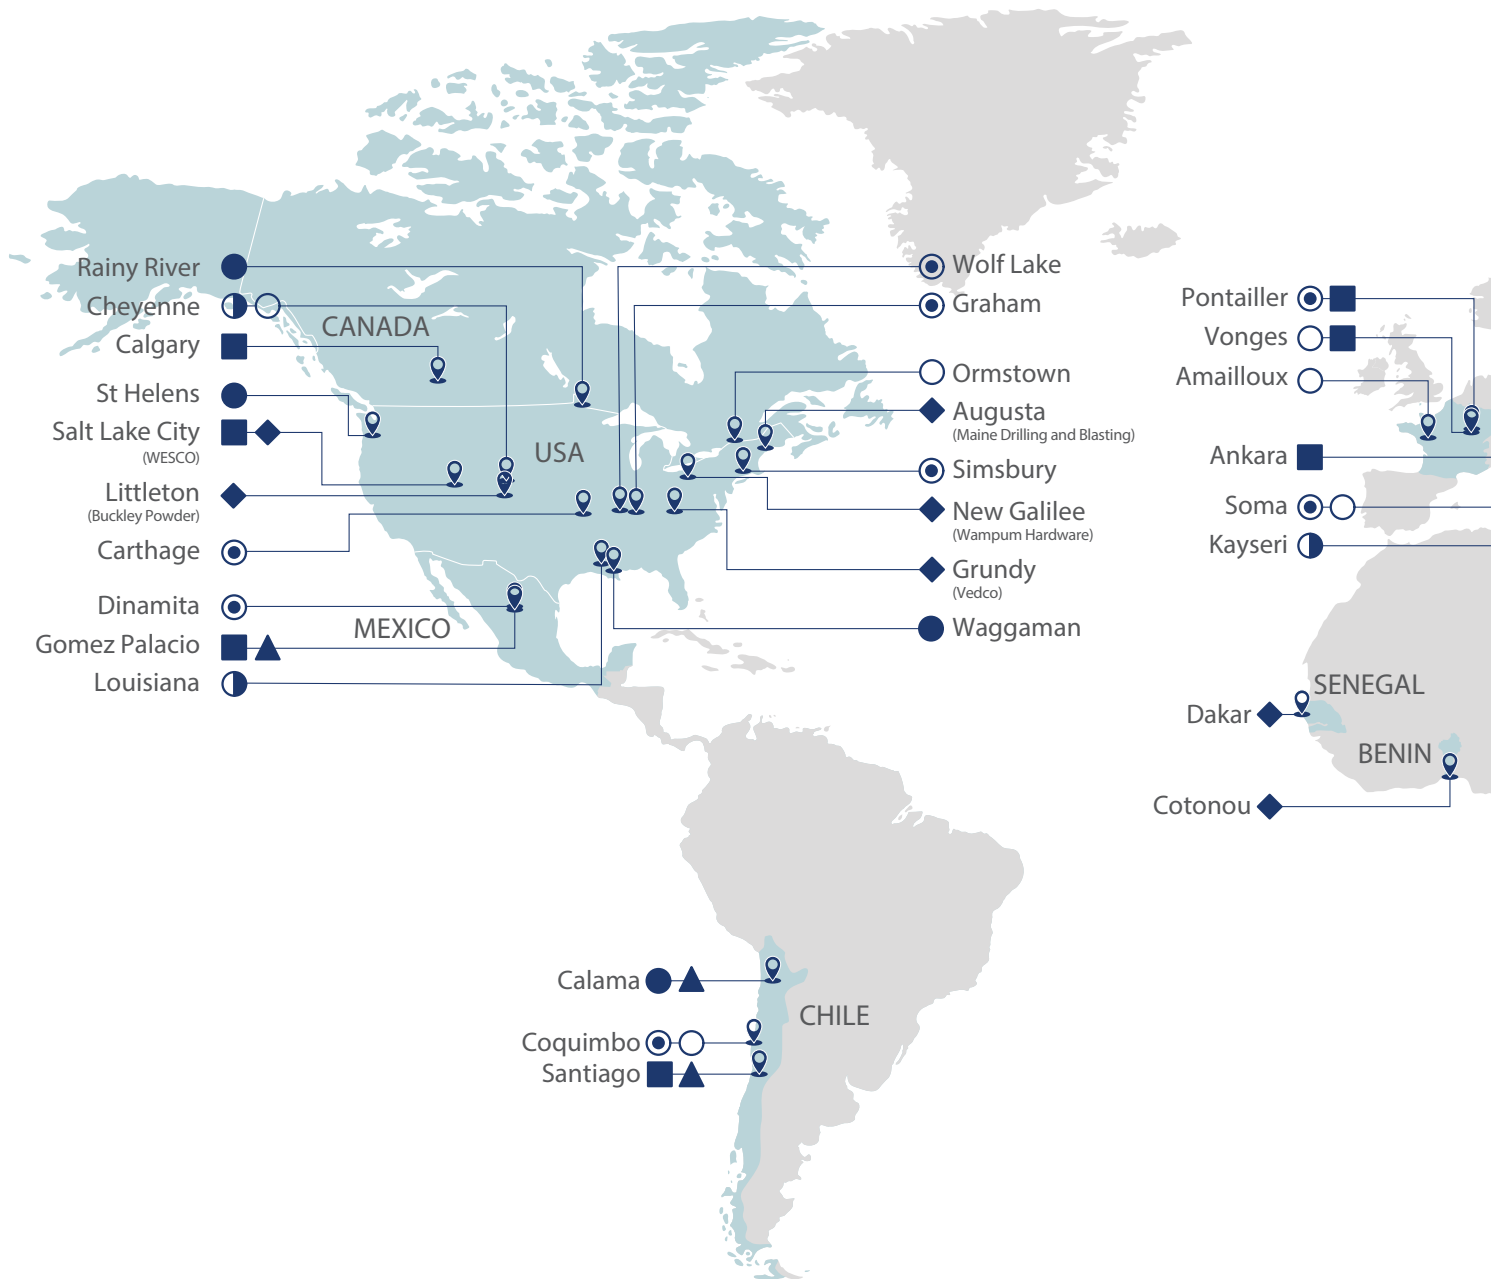 Rainy River
Cheyenne
CANADA
Calgary
St Helens
Salt Lake City
(WESCO)
USA
Littleton
(Buckley Powder)
Carthage
Dinamita
MEXICO
Gomez Palacio
Louisiana
Wolf Lake
Graham
Ormstown
Augusta
(Maine Drilling and Blasting)
Simsbury
New Galilee
(Wampum Hardware)
Grundy
(Vedco)
Waggaman
Pontailler
Vonges
Amailloux
Ankara
Soma
Kayseri
SENEGAL
Dakar
BENIN
Cotonou
Calama
CHILE
Coquimbo
Santiago